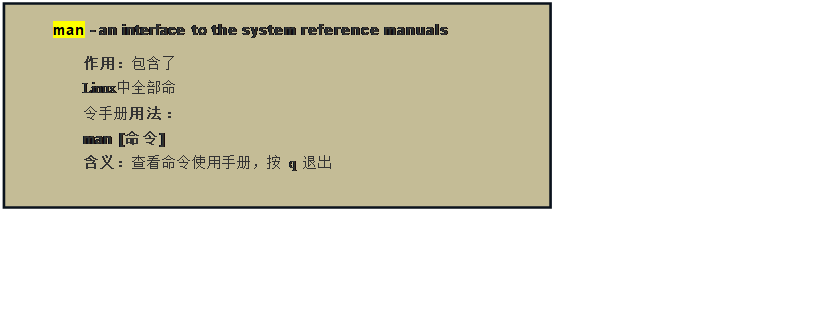 man - an interface to the system reference manuals
作用：包含了
Linux中全部命
令手册用法：
man [命令]
含义：查看命令使用手册，按 q 退出